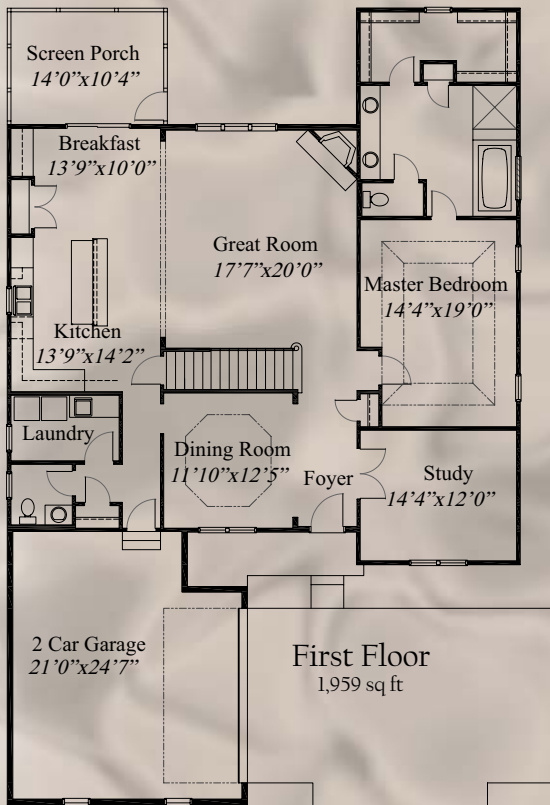 Screen Porch
14'0"x10'4"
Breakfast
13'9"x10'0"
Great Room
17'7"x20'0"
Master Bedroom
14'4"x19'0"
Kitchen
13'9"x14'2"
Laundry
Dining Room
11'10"x12'5"
Foyer
Study
14'4"x12'0"
2 Car Garage
21'0"x24'7"
First Floor
1,959 sq ft